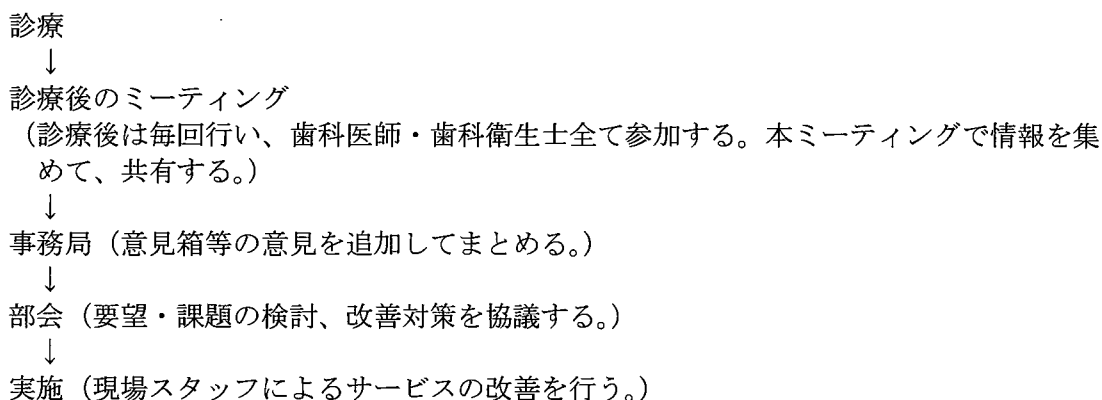 診療
↓
診療後のミーティング
（診療後は毎回行い、歯科医師・歯科衛生士全て参加する。本ミーティングで情報を集
めて、共有する。）
↓
事務局（意見箱等の意見を追加してまとめる。）
↓
部会（要望・課題の検討、改善対策を協議する。）
↓
実施（現場スタッフによるサービスの改善を行う。）